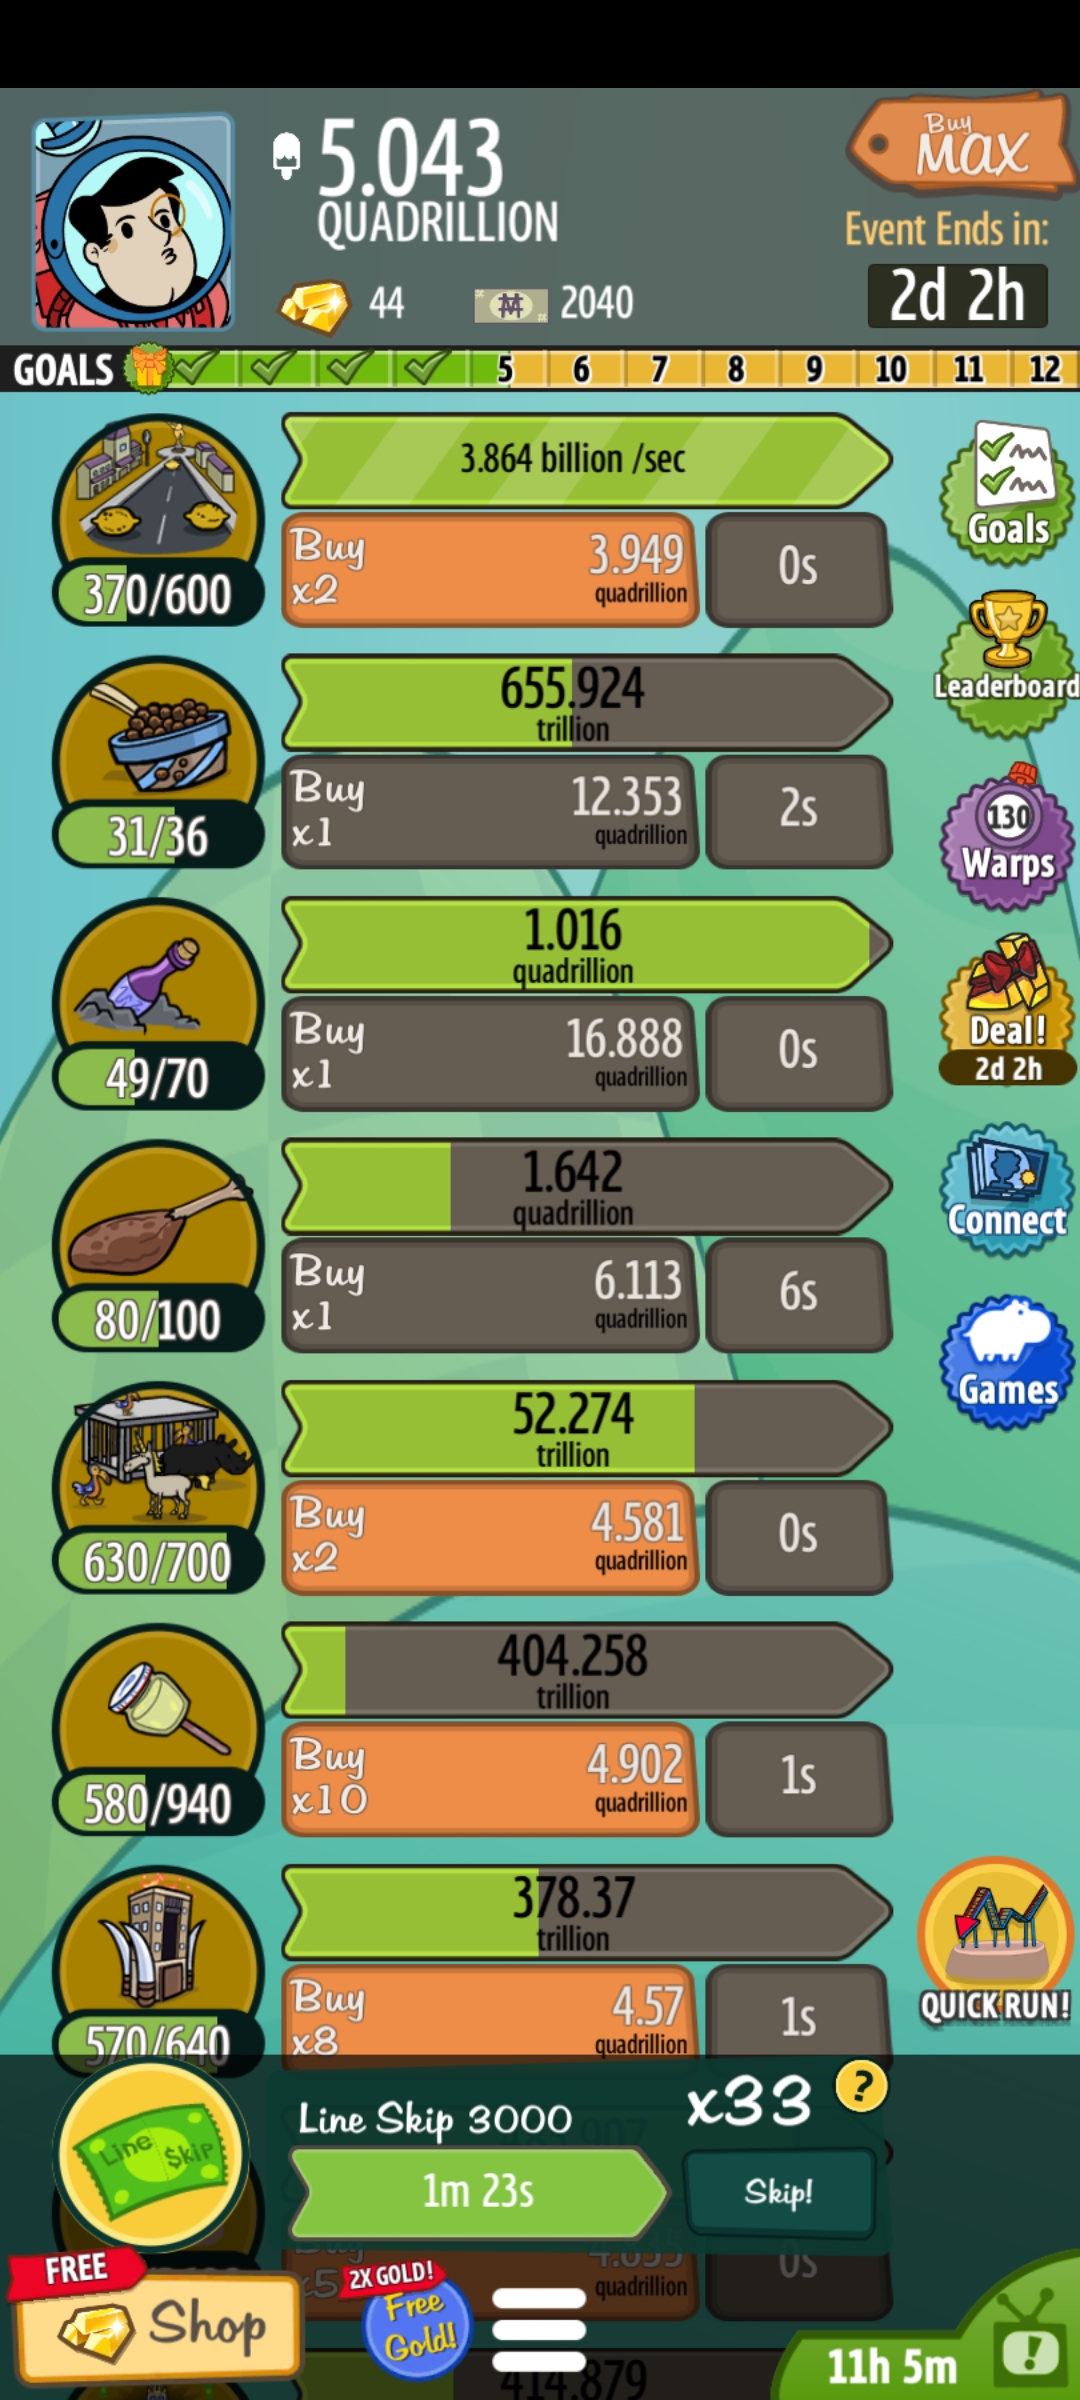 5.043
QUADRILLION
Buy
MAX
Event Ends in:
2d 2h
44
2040
GOALS
5 6 7 8 9 10 11 12
3.864 billion /sec
Buy
x2
3.949
quadrillion
0s
370/600
Goals
655.924
trillion
Leaderboard
Buy
x1
12.353
quadrillion
2s
31/36
130
Warps
1.016
quadrillion
Buy
x1
16.888
quadrillion
0s
49/70
Deal!
2d 2h
1.642
quadrillion
Buy
x1
6.113
quadrillion
6s
80/100
Connect
52.274
trillion
Games
Buy
x2
4.581
quadrillion
0s
630/700
404.258
trillion
Buy
x10
4.902
quadrillion
1s
580/940
378.37
trillion
Buy
x8
4.57
quadrillion
1s
570/640
QUICK RUN!
Line Skip 3000
x33
?
Line $kip
1m 23s
Skip!
Buy
x5
quadrillion
0s
FREE
Shop
2X GOLD!
Free
Gold!
414.879
11h 5m